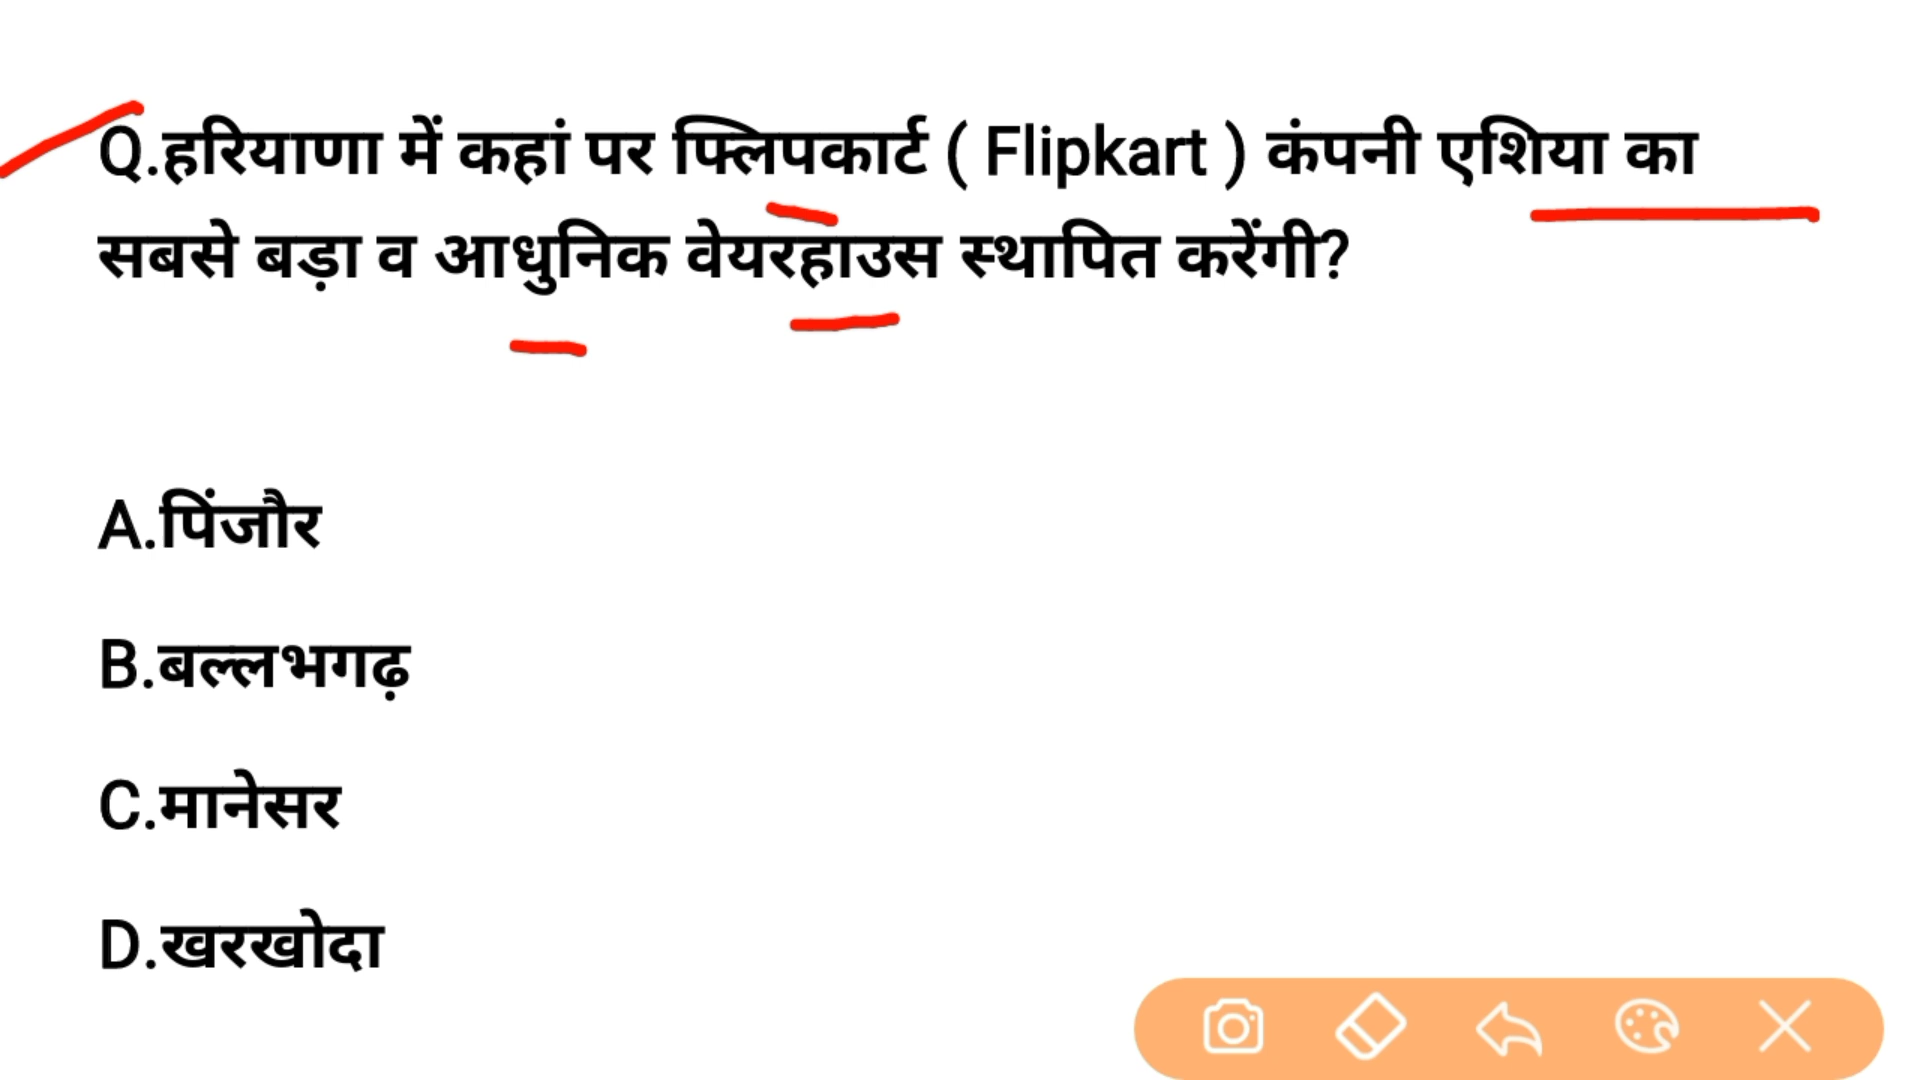 Q.हरियाणा में कहां पर फ्लिपकार्ट ( Flipkart ) कंपनी एशिया का
सबसे बड़ा व आधुनिक वेयरहाउस स्थापित करेंगी?
A.पिंजौर
B.बल्लभगढ़
C.मानेसर
D.खरखोदा